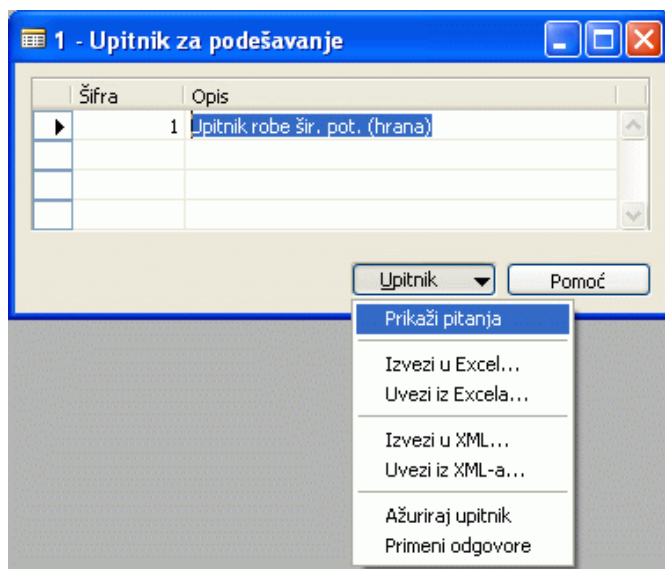 1 - Upitnik za podešavanje
Šifra Opis
1 Upitnik robe šir. pot. (hrana)
Upitnik Pomoć
Prikaži pitanja
Izvezi u Excel...
Uvezi iz Excela...
Izvezi u XML...
Uvezi iz XML-a...
Ažuriraj upitnik
Primeni odgovore